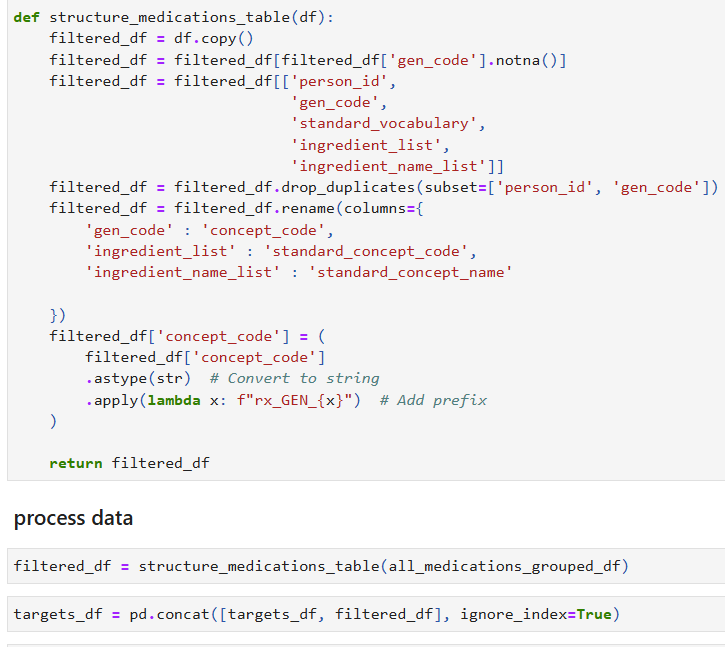 def structure_medications_table(df):
    filtered_df = df.copy()
    filtered_df = filtered_df[filtered_df['gen_code'].notna()]
    filtered_df = filtered_df[['person_id',
                               'gen_code',
                               'standard_vocabulary',
                               'ingredient_list',
                               'ingredient_name_list']]
    filtered_df = filtered_df.drop_duplicates(subset=['person_id', 'gen_code'])
    filtered_df = filtered_df.rename(columns={
        'gen_code' : 'concept_code',
        'ingredient_list' : 'standard_concept_code',
        'ingredient_name_list' : 'standard_concept_name'

    })
    filtered_df['concept_code'] = (
        filtered_df['concept_code']
        .astype(str)  # Convert to string
        .apply(lambda x: f"rx_GEN_{x}")  # Add prefix
    )

    return filtered_df

process data

filtered_df = structure_medications_table(all_medications_grouped_df)

targets_df = pd.concat([targets_df, filtered_df], ignore_index=True)